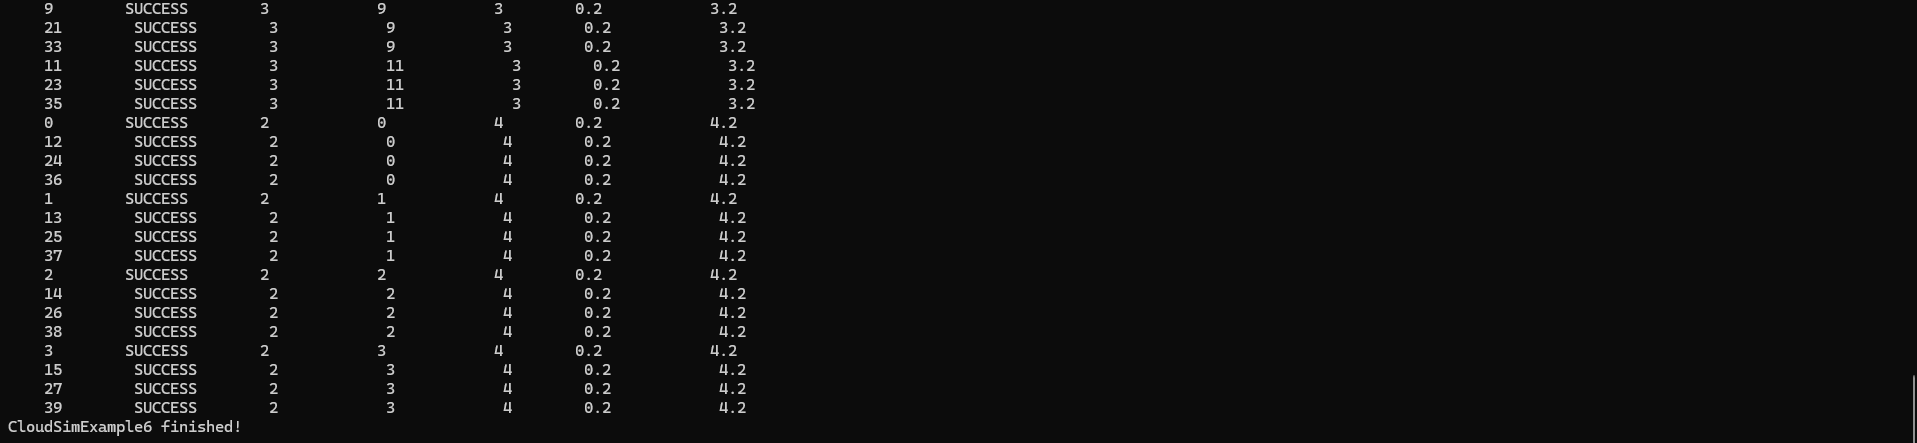 9        SUCCESS        3            9            3        0.2            3.2
21        SUCCESS        3            9            3        0.2            3.2
33        SUCCESS        3            9            3        0.2            3.2
11        SUCCESS        3            11            3        0.2            3.2
23        SUCCESS        3            11            3        0.2            3.2
35        SUCCESS        3            11            3        0.2            3.2
0        SUCCESS        2            0            4        0.2            4.2
12        SUCCESS        2            0            4        0.2            4.2
24        SUCCESS        2            0            4        0.2            4.2
36        SUCCESS        2            0            4        0.2            4.2
1        SUCCESS        2            1            4        0.2            4.2
13        SUCCESS        2            1            4        0.2            4.2
25        SUCCESS        2            1            4        0.2            4.2
37        SUCCESS        2            1            4        0.2            4.2
2        SUCCESS        2            2            4        0.2            4.2
14        SUCCESS        2            2            4        0.2            4.2
26        SUCCESS        2            2            4        0.2            4.2
38        SUCCESS        2            2            4        0.2            4.2
3        SUCCESS        2            3            4        0.2            4.2
15        SUCCESS        2            3            4        0.2            4.2
27        SUCCESS        2            3            4        0.2            4.2
39        SUCCESS        2            3            4        0.2            4.2
CloudSimExample6 finished!